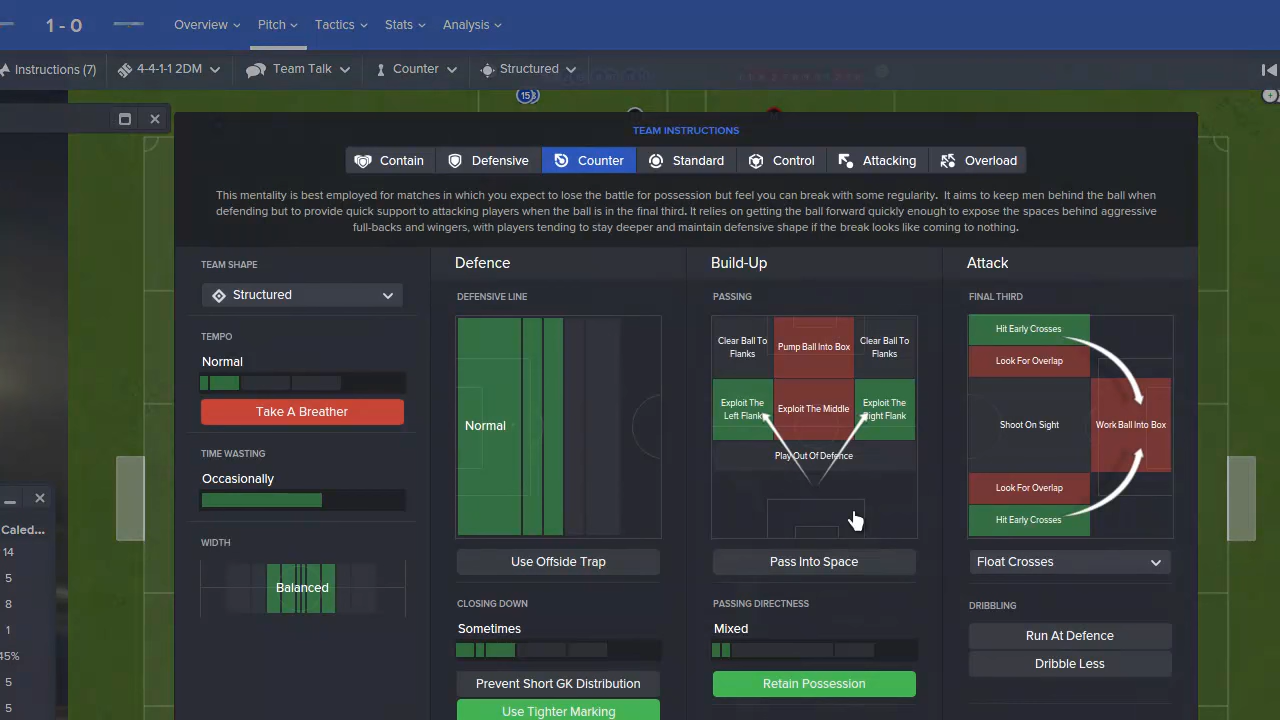 1 - 0
Overview
Pitch
Tactics
Stats
Analysis
Instructions (7)
4-4-1-1 2DM
Team Talk
Counter
Structured
15
TEAM INSTRUCTIONS
Contain
Defensive
Counter
Standard
Control
Attacking
Overload
This mentality is best employed for matches in which you expect to lose the battle for possession but feel you can break with some regularity. It aims to keep men behind the ball when
defending but to provide quick support to attacking players when the ball is in the final third. It relies on getting the ball forward quickly enough to expose the spaces behind aggressive
full-backs and wingers, with players tending to stay deeper and maintain defensive shape if the break looks like coming to nothing.
TEAM SHAPE
Structured
TEMPO
Normal
Take A Breather
TIME WASTING
Occasionally
WIDTH
Balanced
Defence
DEFENSIVE LINE
Normal
Use Offside Trap
CLOSING DOWN
Sometimes
Prevent Short GK Distribution
Use Tighter Marking
Build-Up
PASSING
Clear Ball To
Flanks
Pump Ball Into Box
Clear Ball To
Flanks
Exploit The
Left Flank
Exploit The Middle
Exploit The
Right Flank
Play Out Of Defence
Pass Into Space
PASSING DIRECTNESS
Mixed
Retain Possession
Attack
FINAL THIRD
Hit Early Crosses
Look For Overlap
Shoot On Sight
Work Ball Into Box
Look For Overlap
Hit Early Crosses
Float Crosses
DRIBBLING
Run At Defence
Dribble Less
Caled...
14
5
8
1
45%
5
5